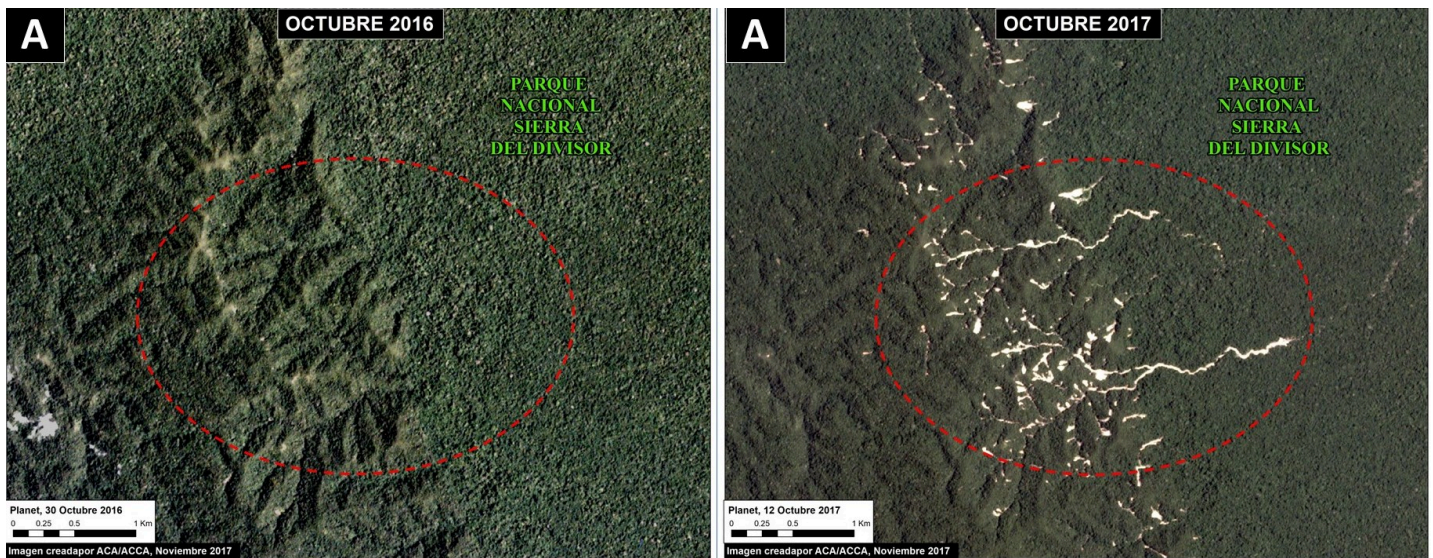 A
OCTUBRE 2016
PARQUE
NACIONAL
SIERRA
DEL DIVISOR
Planet, 30 Octubre 2016
0 0.25 0.5 1 Km
Imagen creadapor ACA/ACCA, Noviembre 2017
A
OCTUBRE 2017
PARQUE
NACIONAL
SIERRA
DEL DIVISOR
Planet, 12 Octubre 2017
0 0.25 0.5 1 Km
Imagen creadapor ACA/ACCA, Noviembre 2017